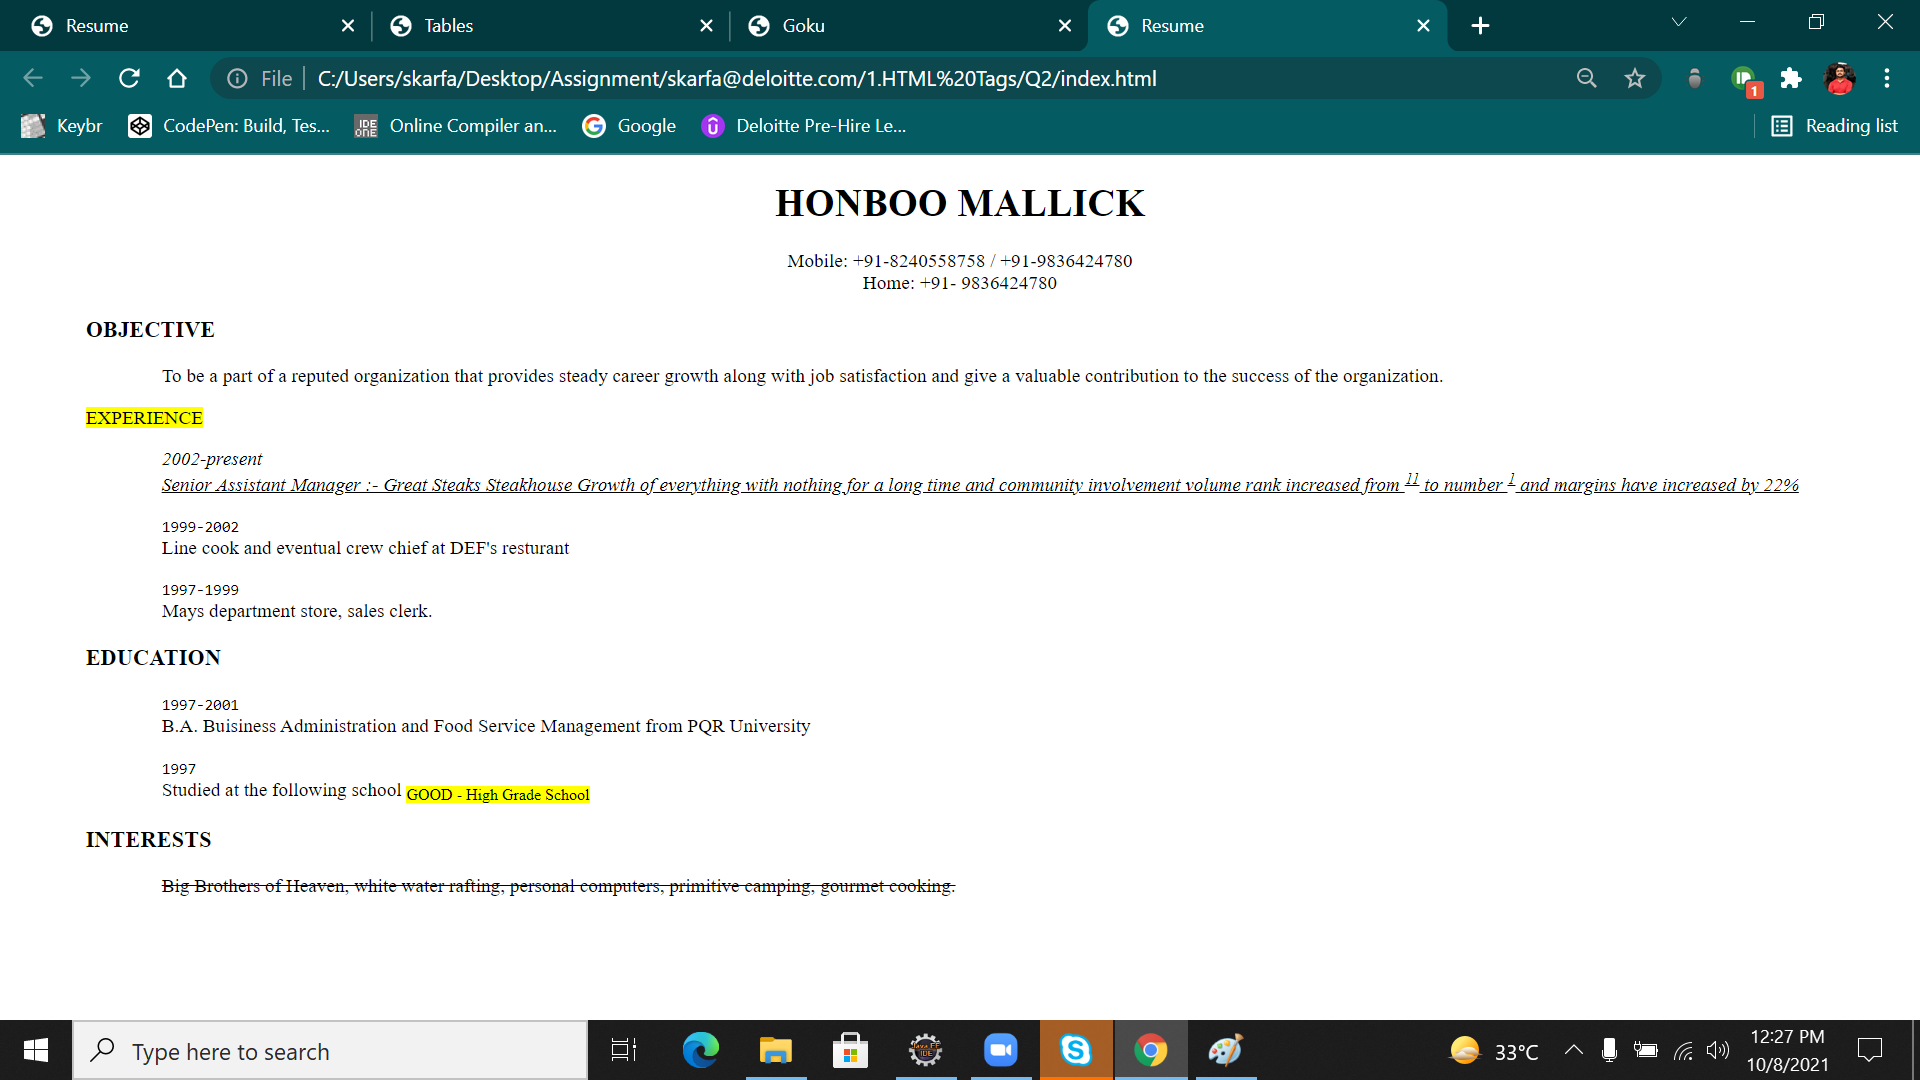 Resume
Tables
Goku
Resume
File
C:/Users/skarfa/Desktop/Assignment/skarfa@deloitte.com/1.HTML%20Tags/Q2/index.html
1
Keybr
CodePen: Build, Tes...
IDE ONE
Online Compiler an...
Google
Deloitte Pre-Hire Le...
Reading list
HONBOO MALLICK
Mobile: +91-8240558758 / +91-9836424780
Home: +91- 9836424780
OBJECTIVE
To be a part of a reputed organization that provides steady career growth along with job satisfaction and give a valuable contribution to the success of the organization.
EXPERIENCE
2002-present
Senior Assistant Manager :- Great Steaks Steakhouse Growth of everything with nothing for a long time and community involvement volume rank increased from 11 to number 1 and margins have increased by 22%
1999-2002
Line cook and eventual crew chief at DEF's resturant
1997-1999
Mays department store, sales clerk.
EDUCATION
1997-2001
B.A. Buisiness Administration and Food Service Management from PQR University
1997
Studied at the following school GOOD - High Grade School
INTERESTS
Big Brothers of Heaven, white water rafting, personal computers, primitive camping, gourmet cooking.
Type here to search
Java EE IDE
33°C
12:27 PM
10/8/2021